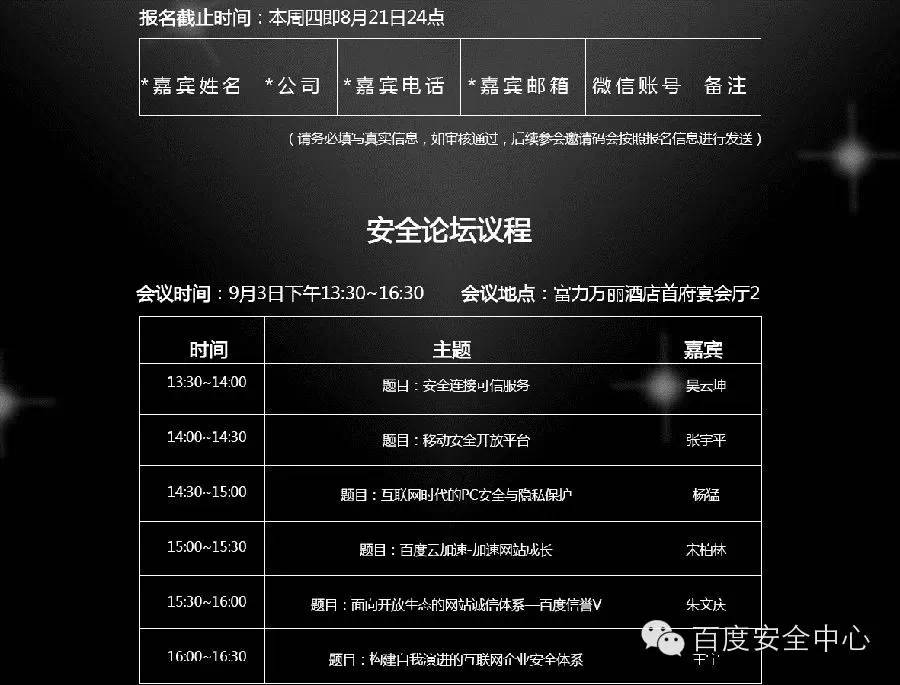 报名截止时间：本周四即8月21日24点
*嘉宾姓名 *公司 *嘉宾电话 *嘉宾邮箱 微信账号 备注
（请务必填写真实信息，如审核通过，后续参会邀请码会按照报名信息进行发送）
安全论坛议程
会议时间：9月3日下午13:30~16:30 会议地点：富力万丽酒店首府宴会厅2
时间 主题 嘉宾
13:30~14:00 题目：安全连接可信服务 吴云坤
14:00~14:30 题目：移动安全开放平台 张宇平
14:30~15:00 题目：互联网时代的PC安全与隐私保护 杨猛
15:00~15:30 题目：百度云加速-加速网站成长 宋柏林
15:30~16:00 题目：面向开放生态的网站诚信体系—百度信誉V 朱文庆
16:00~16:30 题目：构建自我演进的互联网企业安全体系
百度安全中心